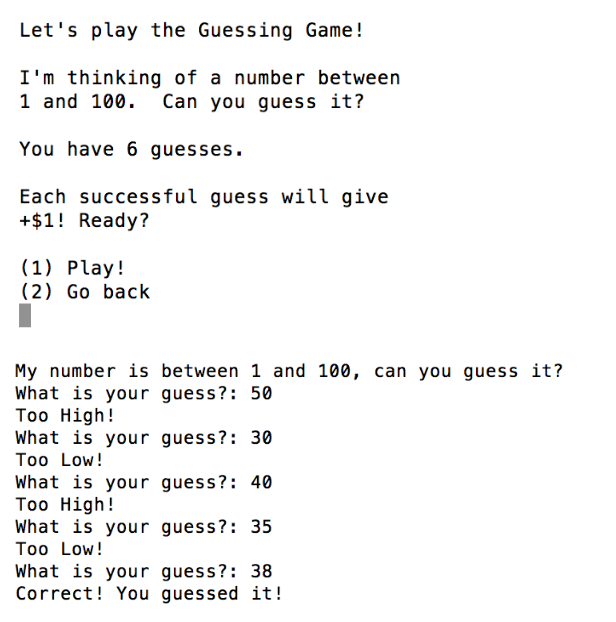 Let's play the Guessing Game!
I'm thinking of a number between
1 and 100.  Can you guess it?
You have 6 guesses.
Each successful guess will give
+$1! Ready?
(1) Play!
(2) Go back
My number is between 1 and 100, can you guess it?
What is your guess?: 50
Too High!
What is your guess?: 30
Too Low!
What is your guess?: 40
Too High!
What is your guess?: 35
Too Low!
What is your guess?: 38
Correct! You guessed it!